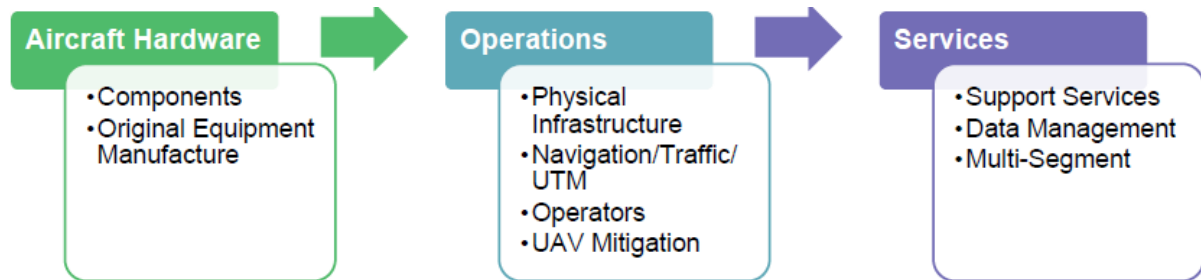 Aircraft Hardware
•Components
•Original Equipment
Manufacture
Operations
•Physical
Infrastructure
•Navigation/Traffic/
UTM
•Operators
•UAV Mitigation
Services
•Support Services
•Data Management
•Multi-Segment